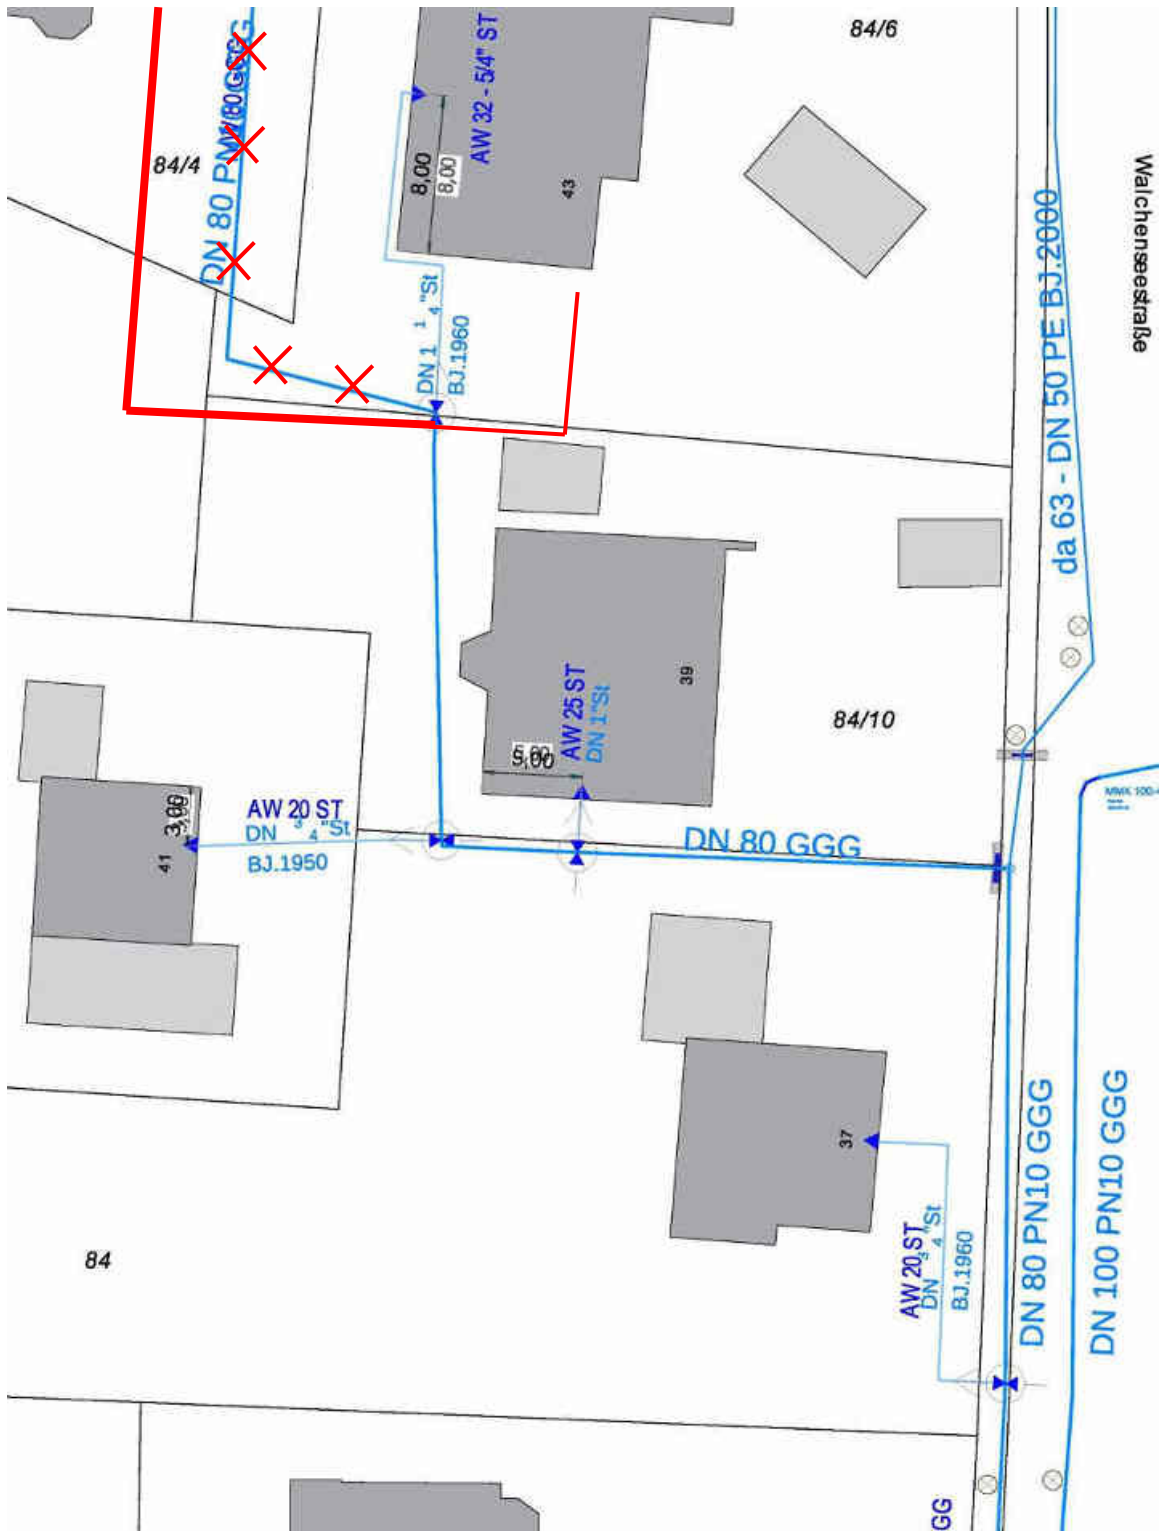 84/6
AW 32 - 5/4" ST
8,00
8,00
43
84/4
DN 80 PN
Walchenseestraße
da 63 - DN 50 PE BJ.2000
DN 1 1/4"St
BJ.1960
39
84/10
AW 25 ST
DN 1"St
3,00
41
AW 20 ST
DN 3/4"St
BJ.1950
DN 80 GGG
37
AW 20 ST
DN 3/4"St
BJ.1960
DN 80 PN10 GGG
DN 100 PN10 GGG
84
GG